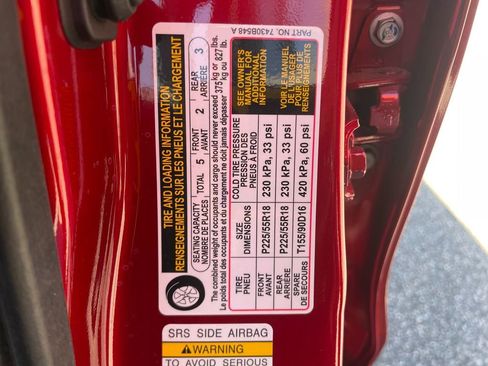 TIRE AND LOADING INFORMATION
RENSEIGNEMENTS SUR LES PNEUS ET LE CHARGEMENT
SEATING CAPACITY TOTAL 5 FRONT 2 REAR 3
NOMBRE DE PLACES AVANT ARRIÈRE
The combined weight of occupants and cargo should never exceed 375 kg or 827 lbs.
Le poids total des occupants et du chargement ne doit jamais dépasser 375 kg ou 827 lb.
TIRE SIZE COLD TIRE PRESSURE
PNEU DIMENSIONS PRESSION DES
PNEUS À FROID
FRONT
AVANT P225/55R18 230 kPa, 33 psi
REAR
ARRIÈRE P225/55R18 230 kPa, 33 psi
SPARE
DE SECOURS T155/90D16 420 kPa, 60 psi
SEE OWNER'S
MANUAL FOR
ADDITIONAL
INFORMATION
VOIR LE MANUEL
DE L'USAGER
POUR PLUS DE
RENSEIGNEMENTS
PART NO. 7430B548 A
SRS SIDE AIRBAG
WARNING
TO AVOID SERIOUS